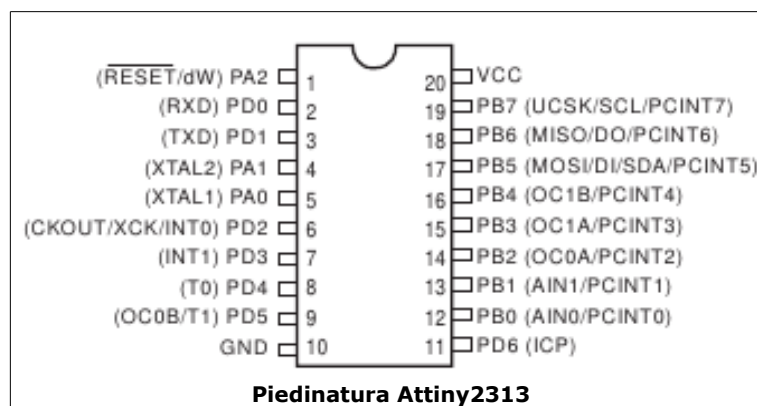 (RESET/dW) PA2 1 20 VCC
(RXD) PD0 2 19 PB7 (UCSK/SCL/PCINT7)
(TXD) PD1 3 18 PB6 (MISO/DO/PCINT6)
(XTAL2) PA1 4 17 PB5 (MOSI/DI/SDA/PCINT5)
(XTAL1) PA0 5 16 PB4 (OC1B/PCINT4)
(CKOUT/XCK/INT0) PD2 6 15 PB3 (OC1A/PCINT3)
(INT1) PD3 7 14 PB2 (OC0A/PCINT2)
(T0) PD4 8 13 PB1 (AIN1/PCINT1)
(OC0B/T1) PD5 9 12 PB0 (AIN0/PCINT0)
GND 10 11 PD6 (ICP)
Piedinatura Attiny2313